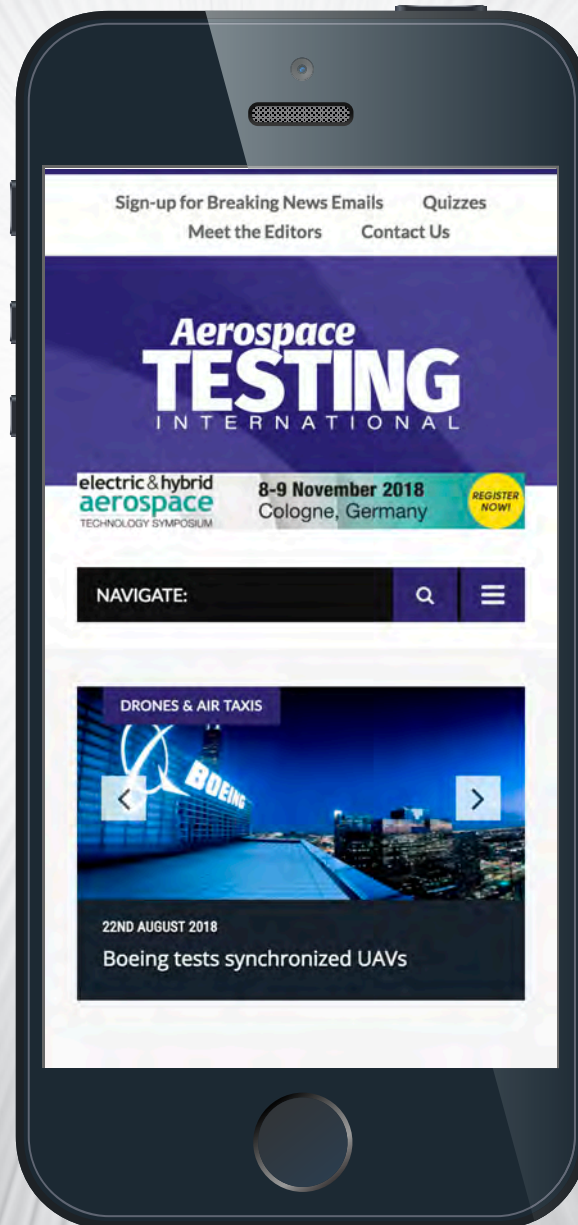 Sign-up for Breaking News Emails Quizzes
Meet the Editors Contact Us
Aerospace
TESTING
INTERNATIONAL
electric & hybrid
aerospace
TECHNOLOGY SYMPOSIUM
8-9 November 2018
Cologne, Germany
REGISTER
NOW!
NAVIGATE:
DRONES & AIR TAXIS
BOEING
22ND AUGUST 2018
Boeing tests synchronized UAVs